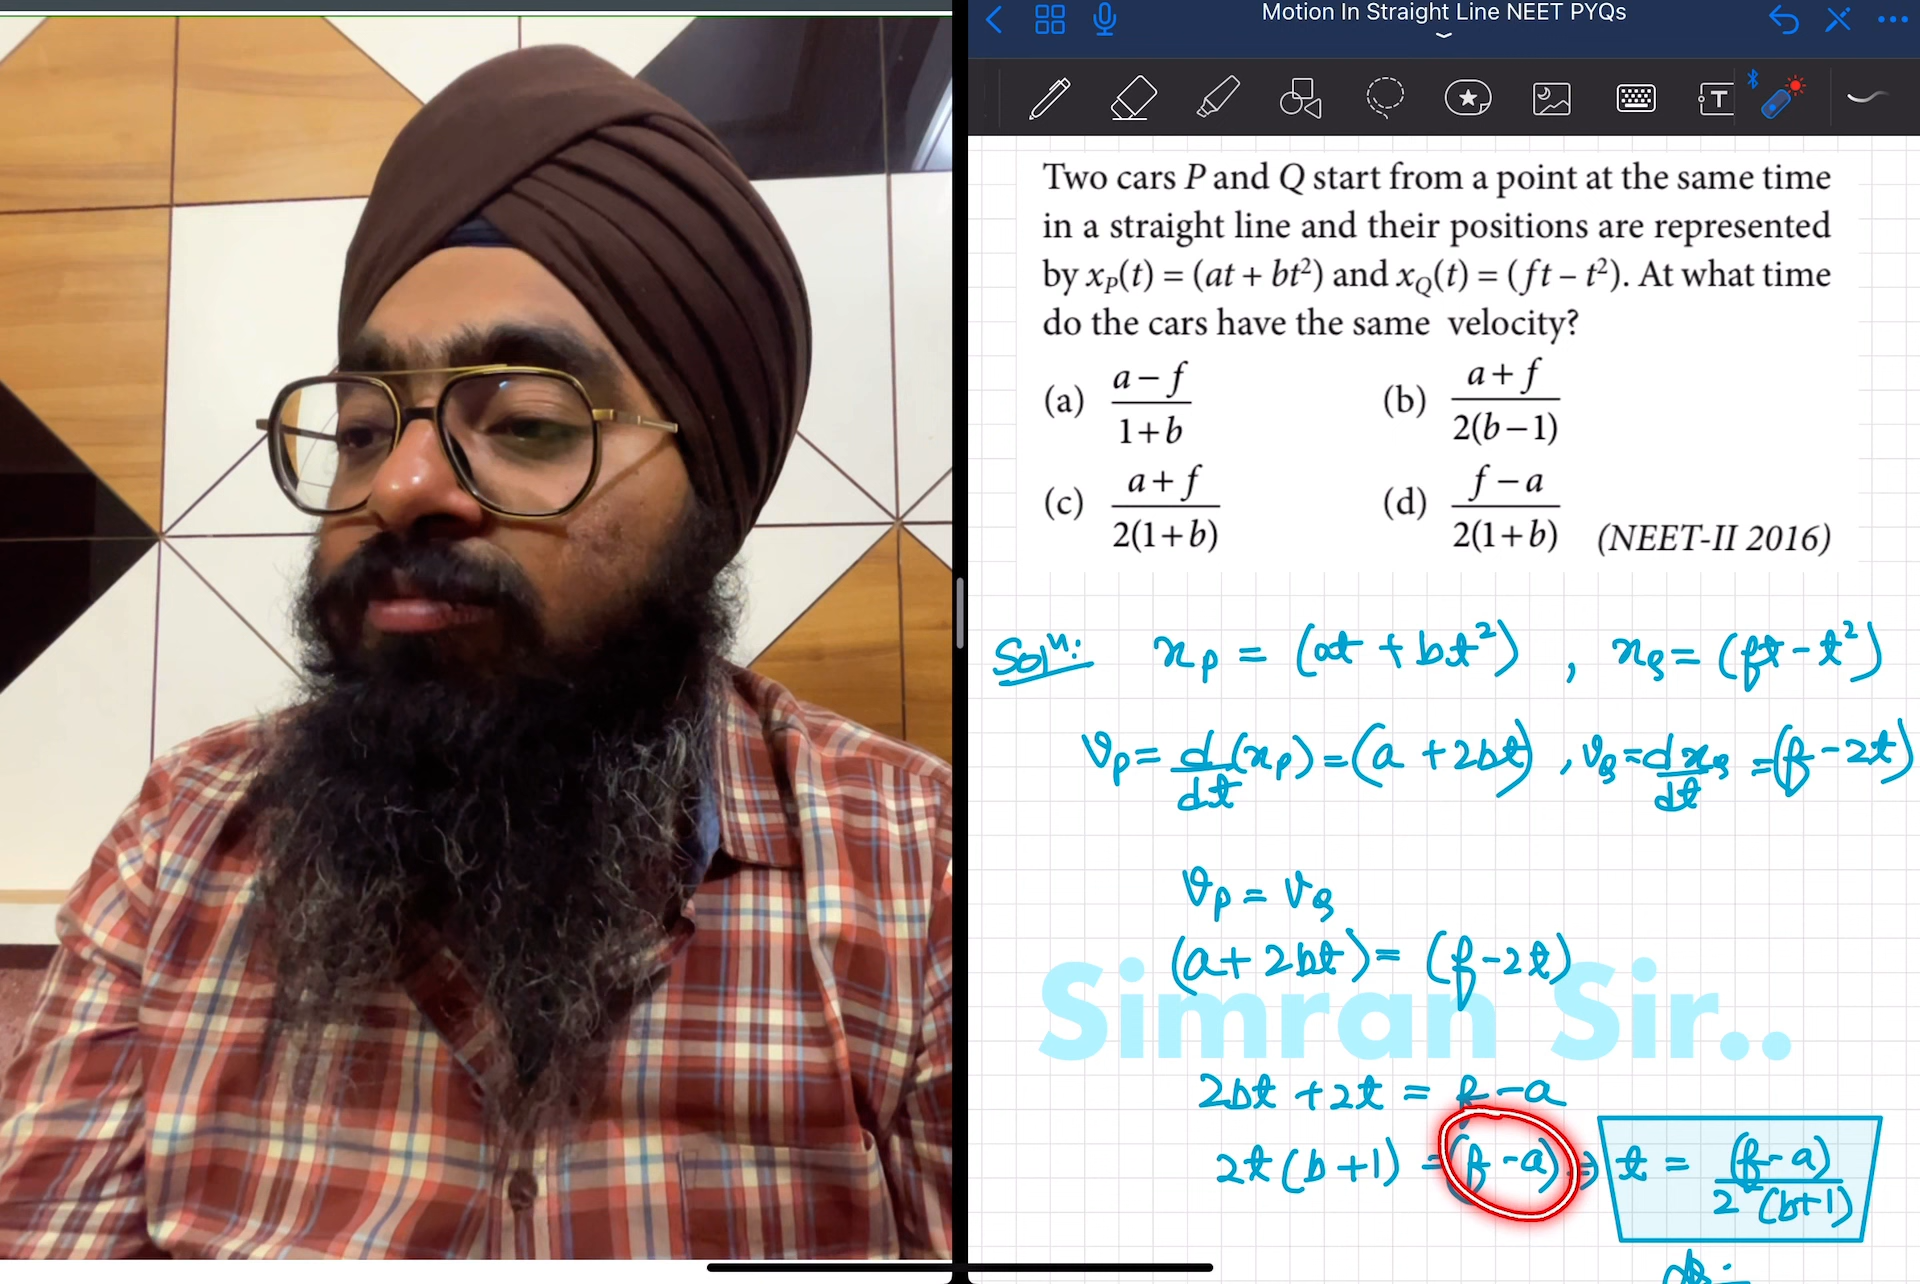 Motion In Straight Line NEET PYQs
Two cars P and Q start from a point at the same time
in a straight line and their positions are represented
by x_P(t) = (at + bt²) and x_Q(t) = (ft – t²). At what time
do the cars have the same velocity?
(a) (a – f)/(1+b) (b) (a + f)/(2(b–1))
(c) (a + f)/(2(1+b)) (d) (f – a)/(2(1+b)) (NEET-II 2016)
Solⁿ: x_P = (at + bt²) , x_Q = (ft - t²)
v_P = d/dt (x_P) = (a + 2bt) , v_Q = dx_Q/dt = (f - 2t)
v_P = v_Q
(a + 2bt) = (f - 2t)
Simran Sir..
2bt + 2t = f - a
2t (b + 1) = (f - a) ⇒ t = (f - a)/(2 (b+1))